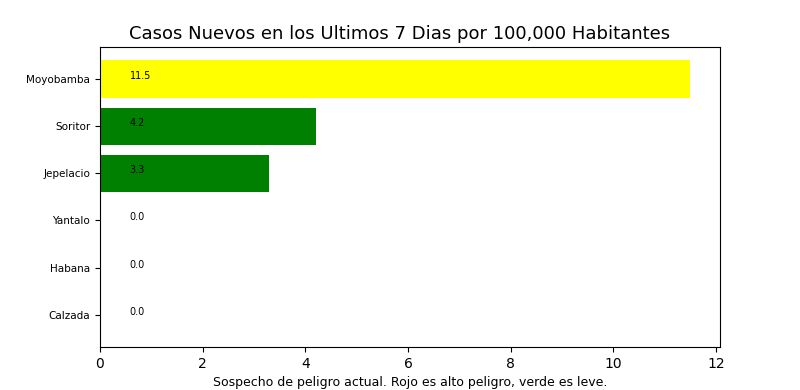 Casos Nuevos en los Ultimos 7 Dias por 100,000 Habitantes
Moyobamba 11.5
Soritor 4.2
Jepelacio 3.3
Yantalo 0.0
Habana 0.0
Calzada 0.0
0 2 4 6 8 10 12
Sospecho de peligro actual. Rojo es alto peligro, verde es leve.